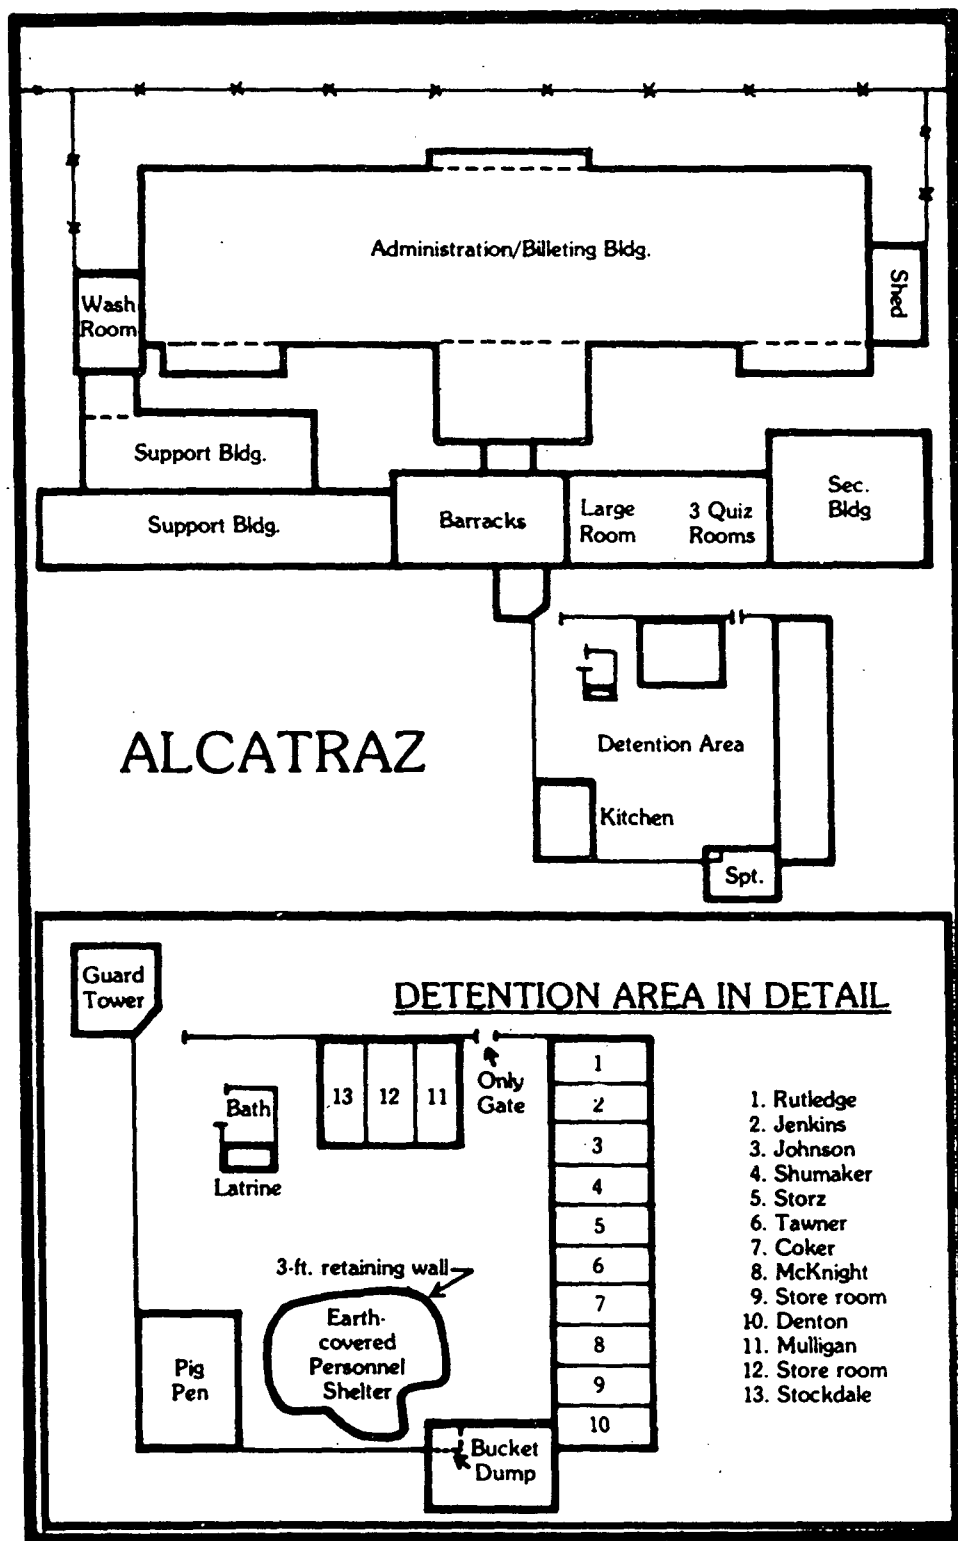 Administration/Billeting Bldg.
Wash
Room
Shed
Support Bldg.
Support Bldg.
Barracks
Large
Room
3 Quiz
Rooms
Sec.
Bldg
ALCATRAZ
Detention Area
Kitchen
Spt.
Guard
Tower
DETENTION AREA IN DETAIL
Only
Gate
Bath
Latrine
13
12
11
1
2
3
4
5
6
7
8
9
10
3-ft. retaining wall
Earth-
covered
Personnel
Shelter
Pig
Pen
Bucket
Dump
1. Rutledge
2. Jenkins
3. Johnson
4. Shumaker
5. Storz
6. Tawner
7. Coker
8. McKnight
9. Store room
10. Denton
11. Mulligan
12. Store room
13. Stockdale